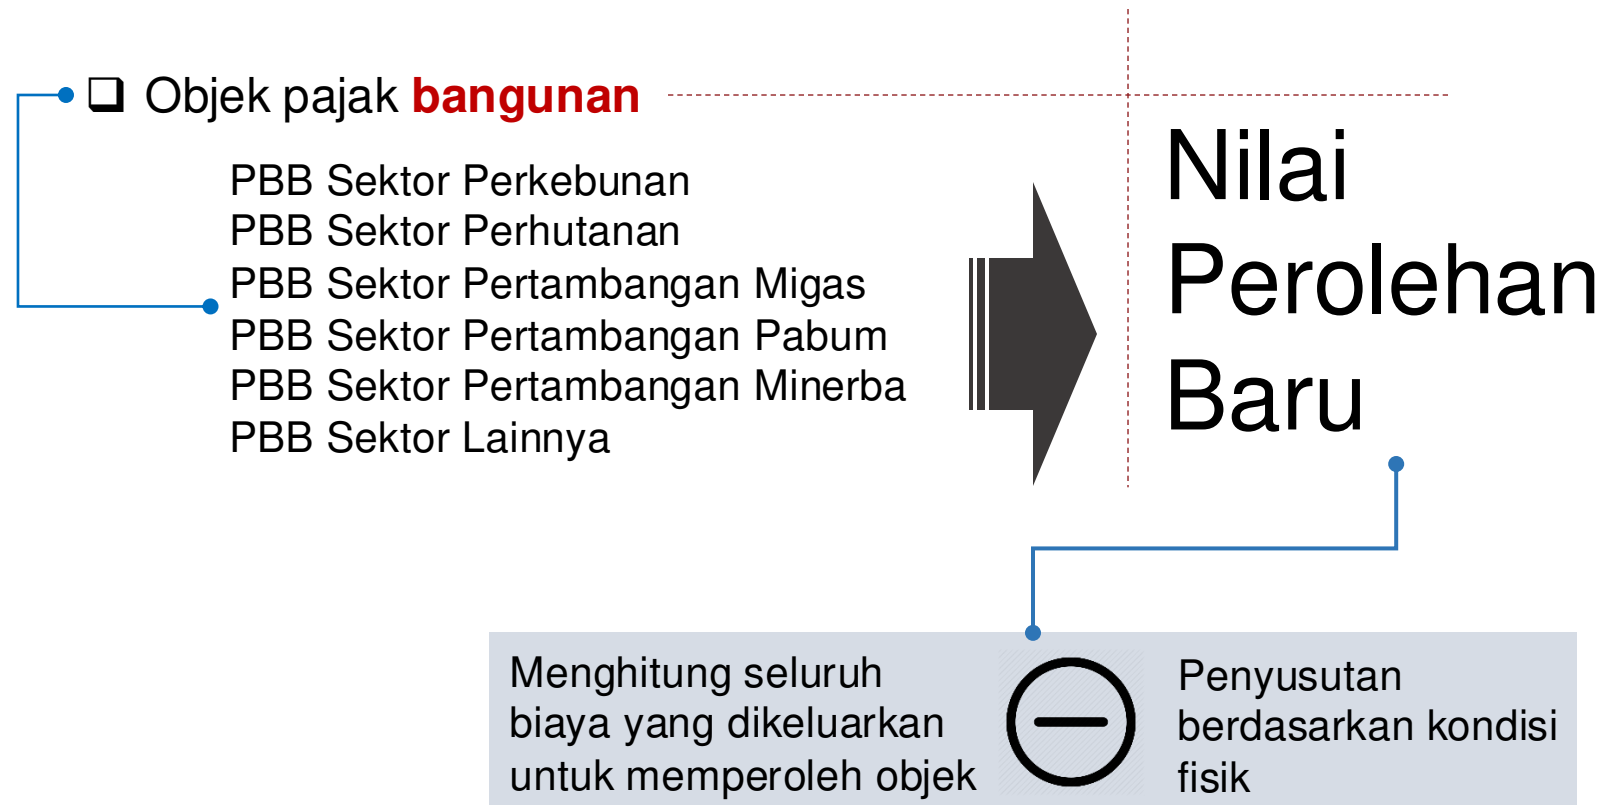 Objek pajak bangunan
PBB Sektor Perkebunan
PBB Sektor Perhutanan
PBB Sektor Pertambangan Migas
PBB Sektor Pertambangan Pabum
PBB Sektor Pertambangan Minerba
PBB Sektor Lainnya
Nilai
Perolehan
Baru
Menghitung seluruh
biaya yang dikeluarkan
untuk memperoleh objek
Penyusutan
berdasarkan kondisi
fisik